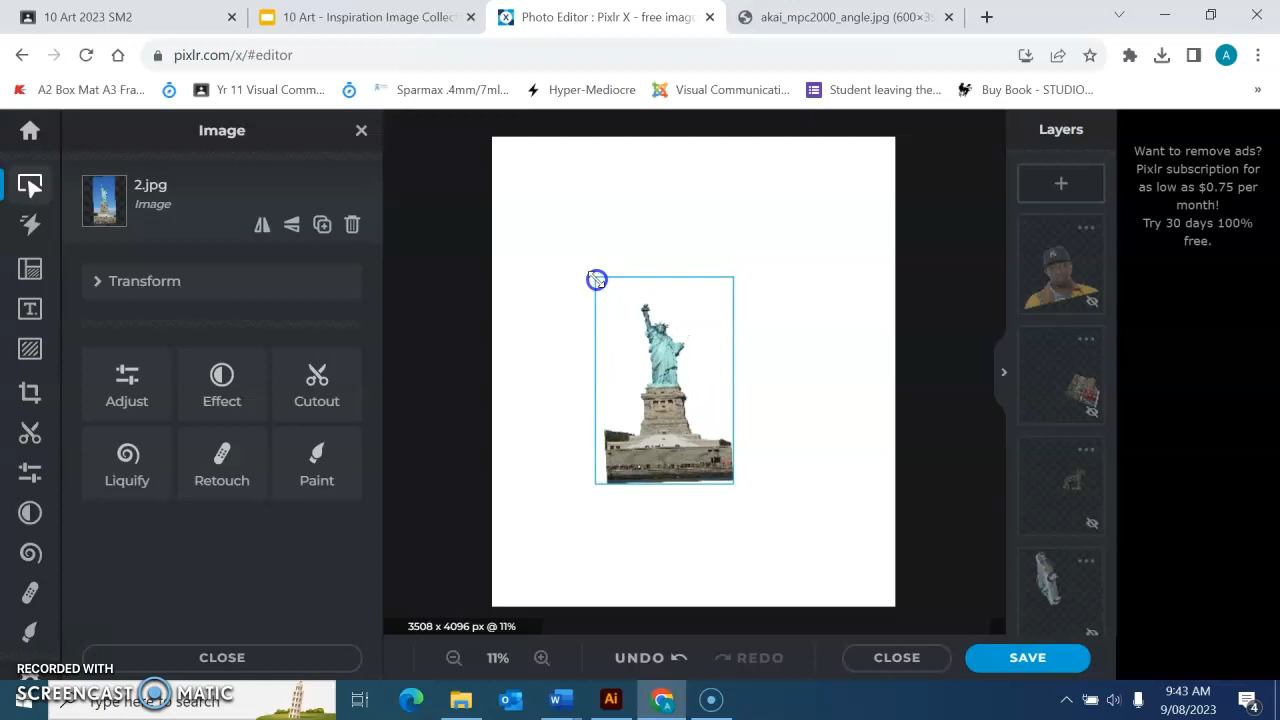 10 Art 2023 SM2
10 Art - Inspiration Image Collec
Photo Editor : Pixlr X - free imag
akai_mpc2000_angle.jpg (600×3
pixlr.com/x/#editor
A
A2 Box Mat A3 Fra...
Yr 11 Visual Comm...
Sparmax .4mm/7ml...
Hyper-Mediocre
Visual Communicati...
Student leaving the...
Buy Book - STUDIO...
»
Image
Layers
2.jpg
Image
Want to remove ads?
Pixlr subscription for
as low as $0.75 per
month!
Try 30 days 100%
free.
Transform
Adjust
Effect
Cutout
Liquify
Retouch
Paint
3508 x 4096 px @ 11%
CLOSE
11%
UNDO
REDO
CLOSE
SAVE
RECORDED WITH
SCREENCAST MATIC
Type here to search
9:43 AM
9/08/2023
4